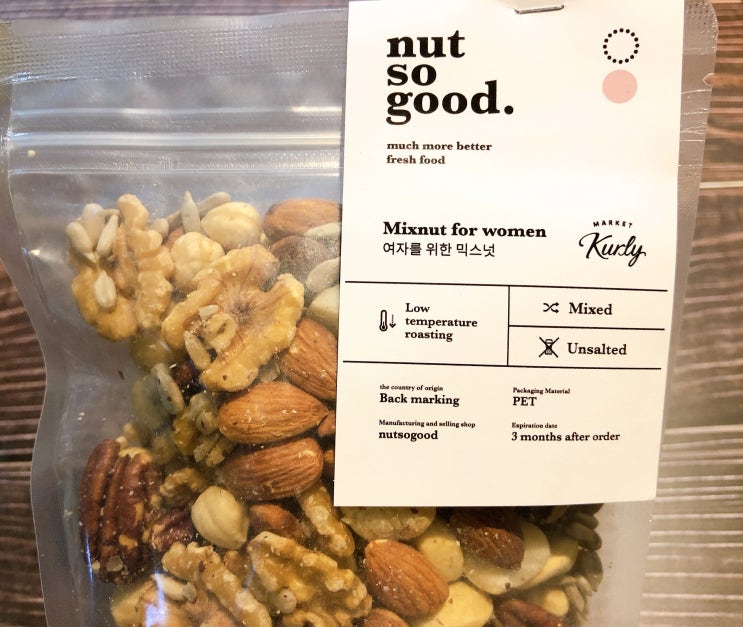 nut
so
good.
much more better
fresh food
Mixnut for women
여자를 위한 믹스넛
MARKET
Kurly
Low
temperature
roasting
Mixed
Unsalted
the country of origin
Back marking
Packaging Material
PET
Manufacturing and selling shop
nutsogood
Expiration date
3 months after order